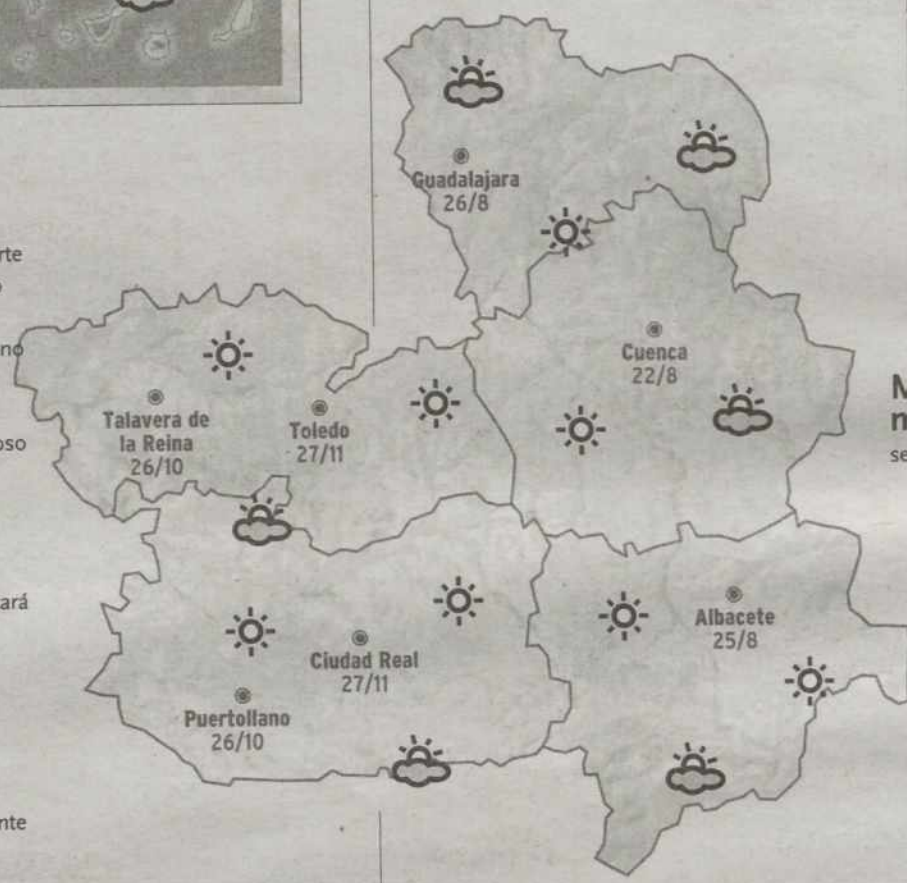 Guadalajara
26/8
Cuenca
22/8
Talavera de
la Reina
26/10
Toledo
27/11
Ciudad Real
27/11
Puertollano
26/10
Albacete
25/8